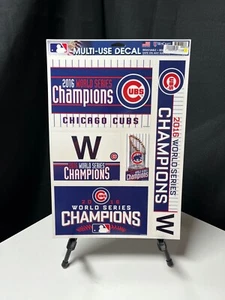 MULTI-USE DECAL
2016 WORLD SERIES
Champions
CUBS
CHICAGO CUBS
W
WORLD SERIES
CHAMPIONS
2016
WORLD SERIES
CHAMPIONS
2016 WORLD SERIES
CHAMPIONS
W